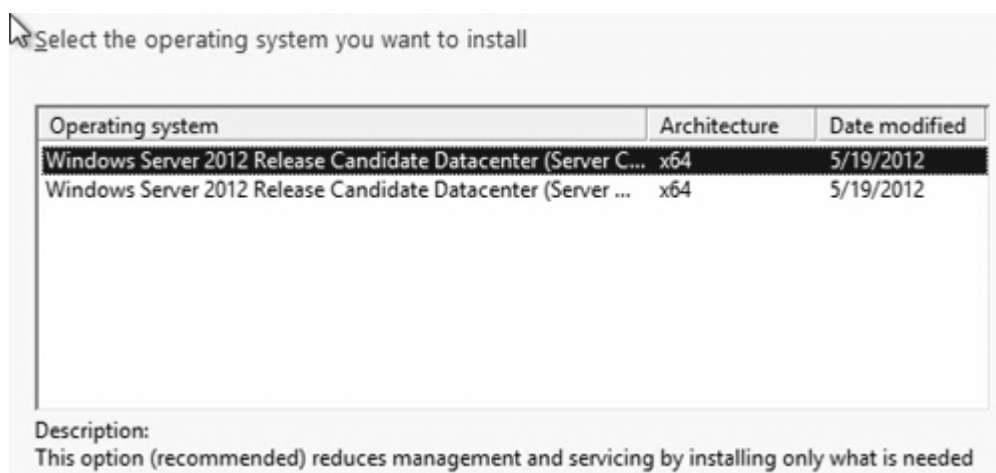 Select the operating system you want to install
Operating system Architecture Date modified
Windows Server 2012 Release Candidate Datacenter (Server C... x64 5/19/2012
Windows Server 2012 Release Candidate Datacenter (Server ... x64 5/19/2012
Description:
This option (recommended) reduces management and servicing by installing only what is needed